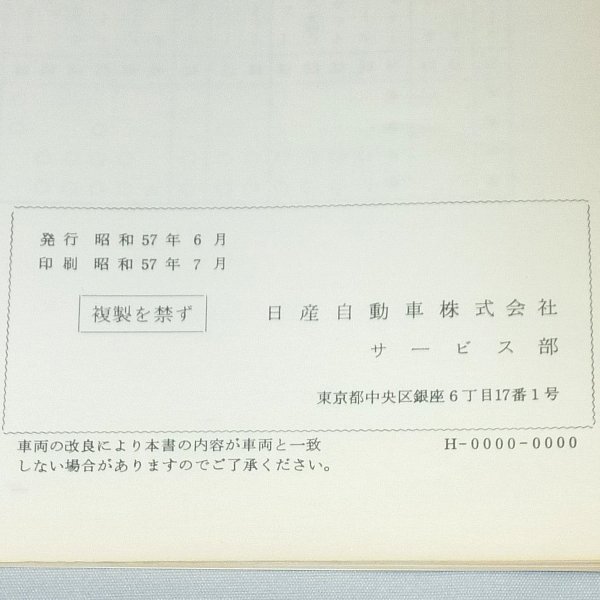 発行 昭和57年6月
印刷 昭和57年7月
複製を禁ず
日産自動車株式会社
サービス部
東京都中央区銀座6丁目17番1号
車両の改良により本書の内容が車両と一致
しない場合がありますのでご了承ください。
H-0000-0000